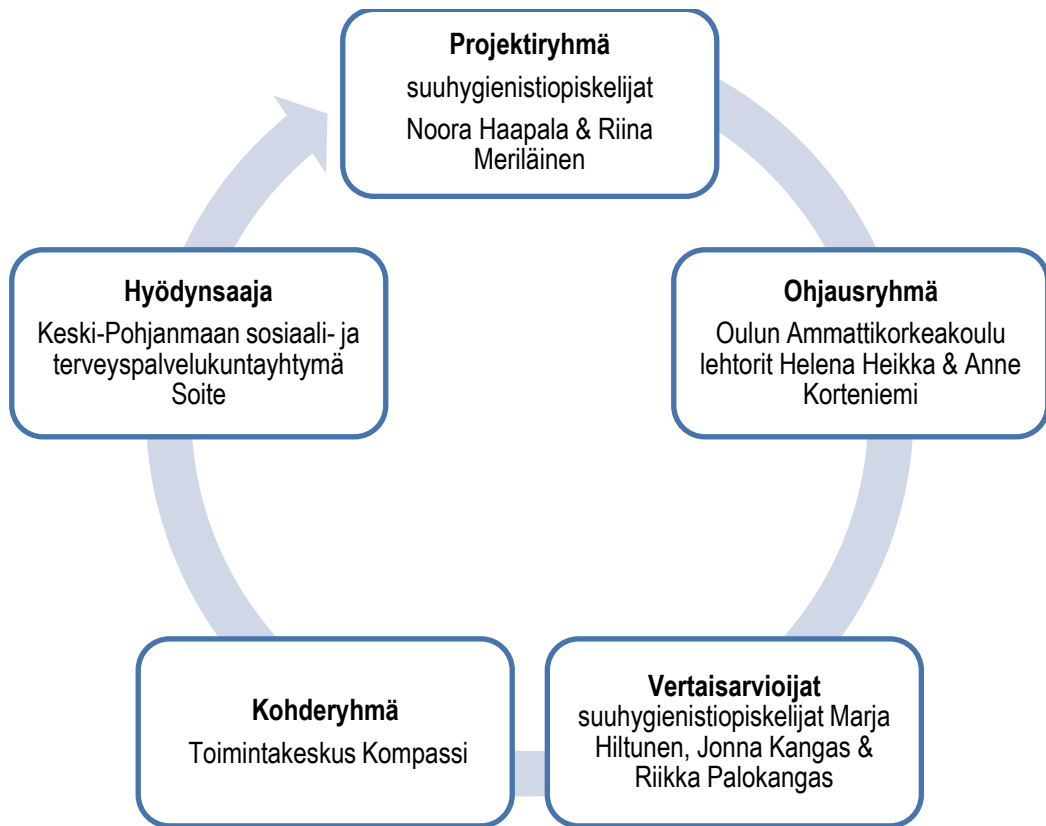 Projektiryhmä
suuhygienistiopiskelijat
Noora Haapala & Riina
Meriläinen
Ohjausryhmä
Oulun Ammattikorkeakoulu
lehtorit Helena Heikka & Anne
Korteniemi
Vertaisarvioijat
suuhygienistiopiskelijat Marja
Hiltunen, Jonna Kangas &
Riikka Palokangas
Kohderyhmä
Toimintakeskus Kompassi
Hyödynsaaja
Keski-Pohjanmaan sosiaali- ja
terveyspalvelukuntayhtymä
Soite